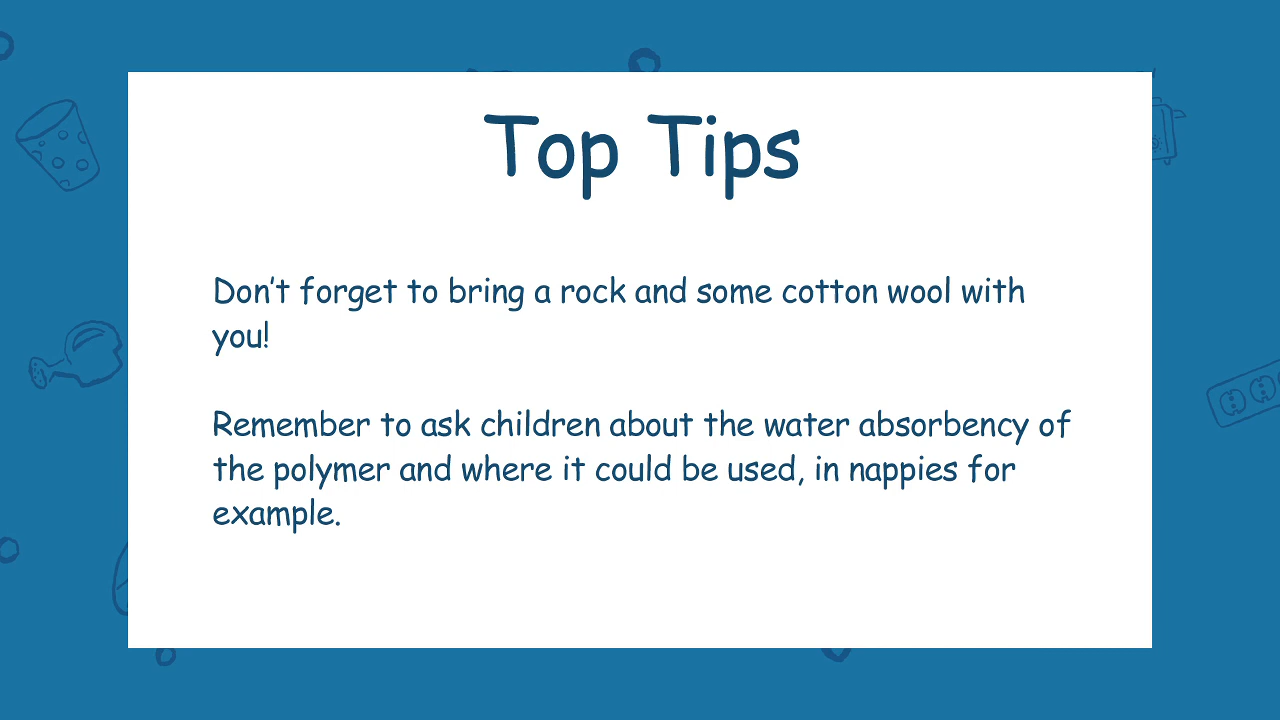 Top Tips
Don't forget to bring a rock and some cotton wool with
you!
Remember to ask children about the water absorbency of
the polymer and where it could be used, in nappies for
example.